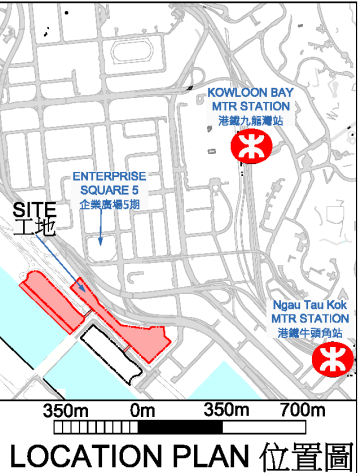 KOWLOON BAY
MTR STATION
港鐵九龍灣站
ENTERPRISE
SQUARE 5
企業廣場5期
SITE
工地
Ngau Tau Kok
MTR STATION
港鐵牛頭角站
350m 0m 350m 700m
LOCATION PLAN 位置圖